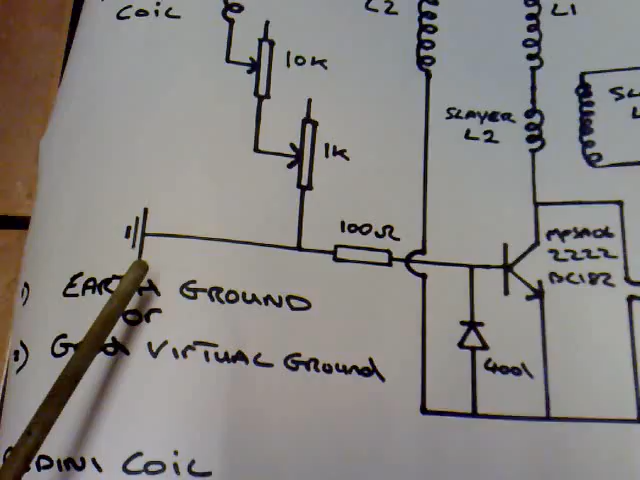 COIL
L2
L1
10K
SLAYER
L2
1K
100Ω
2222
BC182
1) EARTH GROUND
or
2) GOOD VIRTUAL GROUND
4001
COIL